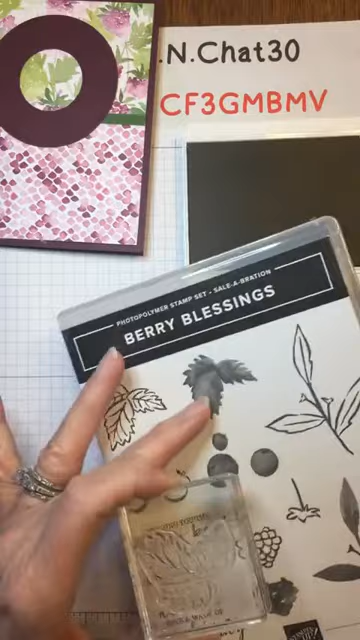 .N.Chat30
CF3GMBMV
PHOTOPOLYMER STAMP SET • SALE-A-BRATION
BERRY BLESSINGS